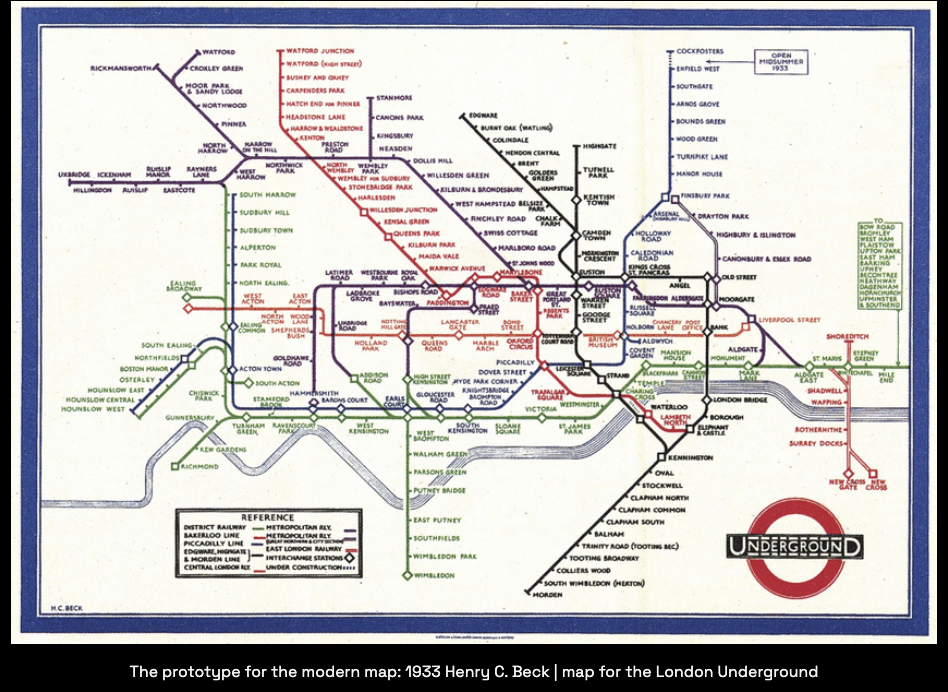 WATFORD
RICKMANSWORTH
CROXLEY GREEN
MOOR PARK
& SANDY LODGE
NORTHWOOD
PINNER
NORTH
HARROW
HARROW
ON THE HILL
NORTHWICK
PARK
PRESTON
ROAD
WEMBLEY
PARK
NEASDEN
DOLLIS HILL
WILLESDEN GREEN
KILBURN & BRONDESBURY
WEST HAMPSTEAD
FINCHLEY ROAD
SWISS COTTAGE
MARLBORO ROAD
ST JOHNS WOOD
STANMORE
CANONS PARK
KINGSBURY
WATFORD JUNCTION
WATFORD (HIGH STREET)
BUSHEY AND OXHEY
CARPENDERS PARK
HATCH END FOR PINNER
HEADSTONE LANE
HARROW & WEALDSTONE
KENTON
NORTH
WEMBLEY
WEMBLEY FOR SUDBURY
STONEBRIDGE PARK
HARLESDEN
WILLESDEN JUNCTION
KENSAL GREEN
QUEENS PARK
KILBURN PARK
MAIDA VALE
WARWICK AVENUE
PADDINGTON
EDGWARE
ROAD
MARYLEBONE
BAKER
STREET
UXBRIDGE
HILLINGDON
ICKENHAM
RUISLIP
RUISLIP
MANOR
EASTCOTE
RAYNERS
LANE
WEST
HARROW
SOUTH HARROW
SUDBURY HILL
SUDBURY TOWN
ALPERTON
PARK ROYAL
NORTH EALING
EALING
BROADWAY
EALING
COMMON
WEST
ACTON
NORTH
ACTON
EAST
ACTON
WOOD
LANE
SHEPHERDS
BUSH
HOLLAND
PARK
NOTTING
HILL GATE
QUEENS
ROAD
LANCASTER
GATE
MARBLE
ARCH
BOND
STREET
OXFORD
CIRCUS
TOTTENHAM
COURT ROAD
BRITISH
MUSEUM
CHANCERY
LANE
POST
OFFICE
BANK
LIVERPOOL STREET
LATIMER
ROAD
LADBROKE
GROVE
WESTBOURNE
PARK
ROYAL
OAK
BISHOPS ROAD
BAYSWATER
PRAED
STREET
UXBRIDGE
ROAD
GOLDHAWK
ROAD
HAMMERSMITH
ADDISON
ROAD
HIGH STREET
KENSINGTON
SOUTH EALING
NORTHFIELDS
BOSTON MANOR
OSTERLEY
HOUNSLOW EAST
HOUNSLOW CENTRAL
HOUNSLOW WEST
ACTON TOWN
SOUTH ACTON
CHISWICK
PARK
GUNNERSBURY
KEW GARDENS
RICHMOND
TURNHAM
GREEN
STAMFORD
BROOK
RAVENSCOURT
PARK
BARONS COURT
WEST
KENSINGTON
EARLS
COURT
GLOUCESTER
ROAD
SOUTH
KENSINGTON
SLOANE
SQUARE
VICTORIA
ST. JAMES
PARK
WESTMINSTER
CHARING
CROSS
TEMPLE
BLACKFRIARS
MANSION
HOUSE
CANNON
STREET
MONUMENT
MARK
LANE
ALDGATE
ALDGATE
EAST
ST. MARYS
WHITECHAPEL
STEPNEY
GREEN
MILE
END
WEST
BROMPTON
WALHAM GREEN
PARSONS GREEN
PUTNEY BRIDGE
EAST PUTNEY
SOUTHFIELDS
WIMBLEDON PARK
WIMBLEDON
BROMPTON
ROAD
KNIGHTSBRIDGE
HYDE PARK CORNER
DOVER STREET
PICCADILLY
LEICESTER
SQUARE
COVENT
GARDEN
ALDWYCH
HOLBORN
RUSSELL
SQUARE
KINGS CROSS
ST. PANCRAS
CALEDONIAN
ROAD
HOLLOWAY
ROAD
ARSENAL
(HIGHBURY HILL)
FINSBURY PARK
MANOR HOUSE
TURNPIKE LANE
WOOD GREEN
BOUNDS GREEN
ARNOS GROVE
SOUTHGATE
ENFIELD WEST
COCKFOSTERS
OPEN
MIDSUMMER
1933
DRAYTON PARK
HIGHBURY & ISLINGTON
CANONBURY & ESSEX ROAD
OLD STREET
MOORGATE
ANGEL
FARRINGDON
ALDERSGATE
EUSTON
SQUARE
GREAT
PORTLAND
ST.
REGENTS
PARK
EDGWARE
BURNT OAK (WATLING)
COLINDALE
HENDON CENTRAL
BRENT
GOLDERS
GREEN
HAMPSTEAD
BELSIZE
PARK
CHALK
FARM
CAMDEN
TOWN
HIGHGATE
TUFNELL
PARK
KENTISH
TOWN
MORNINGTON
CRESCENT
EUSTON
WARREN
STREET
GOODGE
STREET
STRAND
TRAFALGAR
SQUARE
WATERLOO
LAMBETH
NORTH
ELEPHANT
& CASTLE
LONDON BRIDGE
BOROUGH
KENNINGTON
OVAL
STOCKWELL
CLAPHAM NORTH
CLAPHAM COMMON
CLAPHAM SOUTH
BALHAM
TRINITY ROAD (TOOTING BEC)
TOOTING BROADWAY
COLLIERS WOOD
SOUTH WIMBLEDON (MERTON)
MORDEN
SHOREDITCH
SHADWELL
WAPPING
ROTHERHITHE
SURREY DOCKS
NEW CROSS
GATE
NEW
CROSS
TO
BOW ROAD
BROMLEY
WEST HAM
PLAISTOW
UPTON PARK
EAST HAM
BARKING
UPNEY
BECONTREE
HEATHWAY
DAGENHAM
HORNCHURCH
UPMINSTER
& SOUTHEND
REFERENCE
DISTRICT RAILWAY
BAKERLOO LINE
PICCADILLY LINE
EDGWARE, HIGHGATE
& MORDEN LINE
CENTRAL LONDON RLY.
METROPOLITAN RLY.
METROPOLITAN RLY.
(GREAT NORTHERN & CITY SECTION)
EAST LONDON RAILWAY
INTERCHANGE STATIONS
UNDER CONSTRUCTION
UNDERGROUND
H.C. BECK
The prototype for the modern map: 1933 Henry C. Beck | map for the London Underground